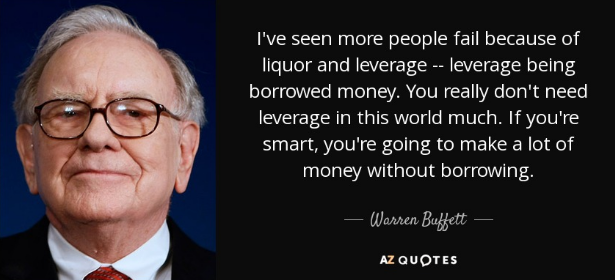 I've seen more people fail because of
liquor and leverage -- leverage being
borrowed money. You really don't need
leverage in this world much. If you're
smart, you're going to make a lot of
money without borrowing.
Warren Buffett
AZ QUOTES